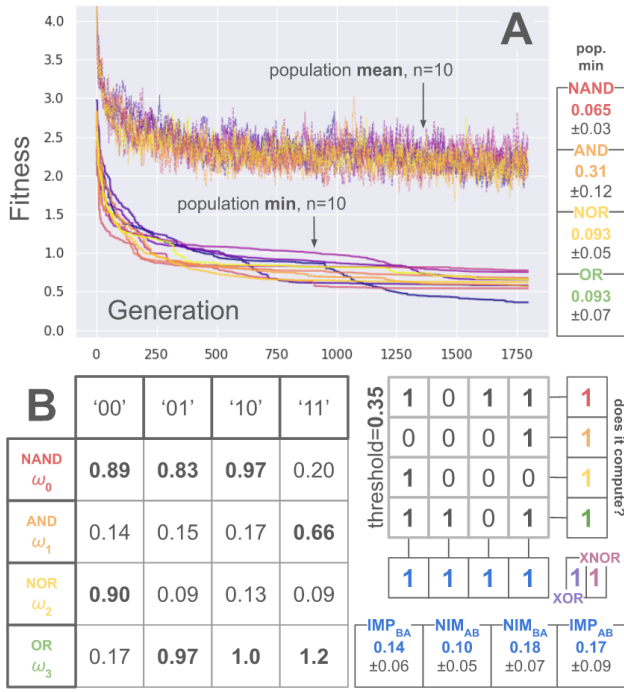 A
4.0
3.5
3.0
2.5
2.0
1.5
1.0
0.5
0.0
Fitness
population mean, n=10
population min, n=10
Generation
0 250 500 750 1000 1250 1500 1750
pop.
min
NAND
0.065
±0.03
AND
0.31
±0.12
NOR
0.093
±0.05
OR
0.093
±0.07
B
'00' '01' '10' '11'
NAND ω0 0.89 0.83 0.97 0.20
AND ω1 0.14 0.15 0.17 0.66
NOR ω2 0.90 0.09 0.13 0.09
OR ω3 0.17 0.97 1.0 1.2
threshold=0.35
1 0 1 1 1
0 0 0 1 1
1 0 0 0 1
1 1 0 1 1
does it compute?
1 1 1 1
XNOR
1 1
XOR
IMPBA NIMAB NIMBA IMPAB
0.14 0.10 0.18 0.17
±0.06 ±0.05 ±0.07 ±0.09